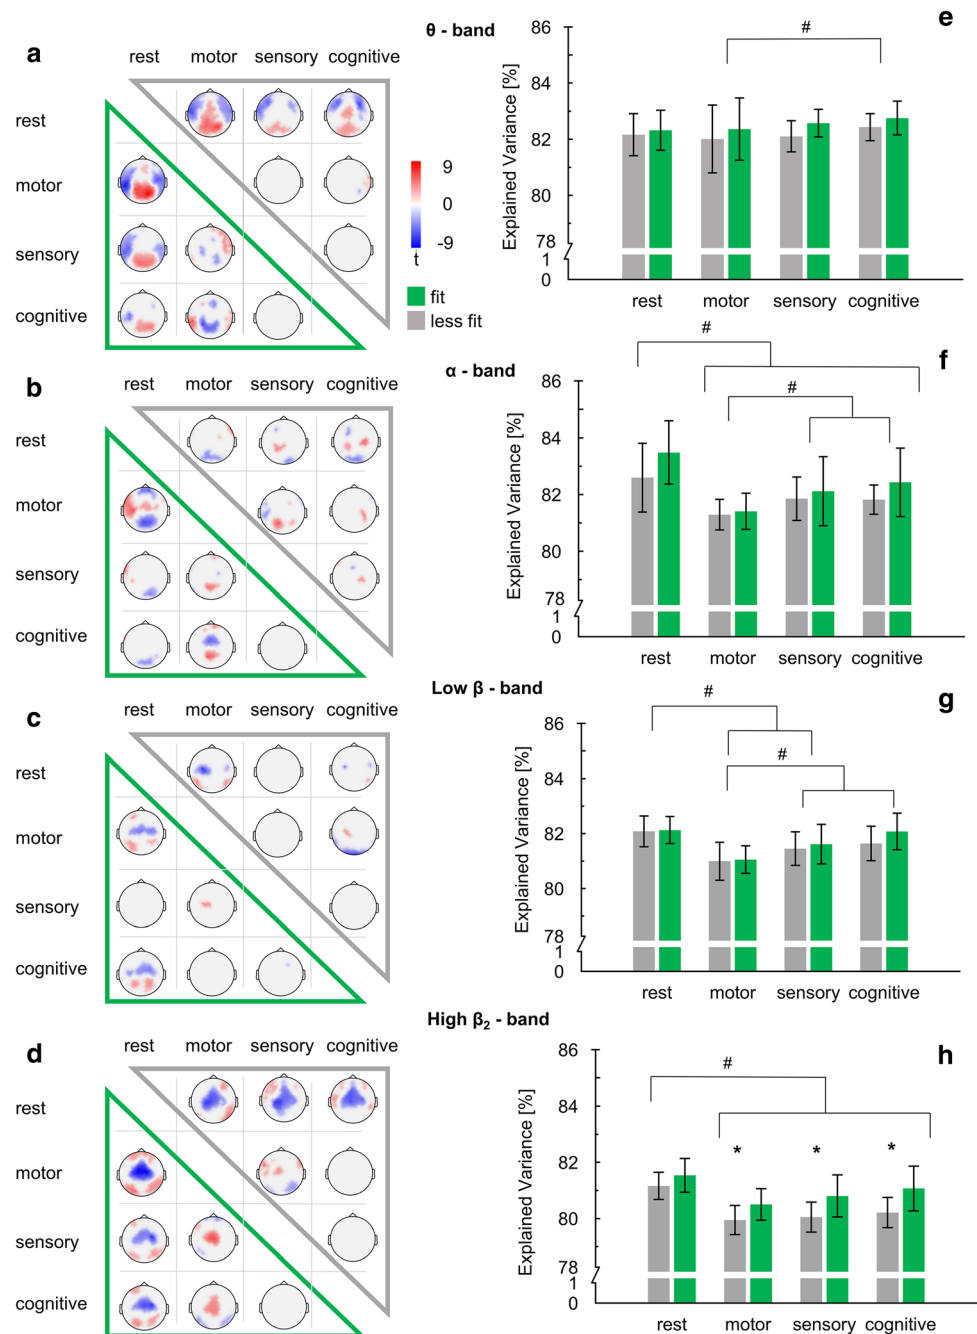 θ - band
a
rest motor sensory cognitive
rest
motor
sensory
cognitive
9
0
-9
t
fit
less fit
e
#
Explained Variance [%]
86
84
82
80
78
1
0
rest motor sensory cognitive
α - band
b
rest motor sensory cognitive
rest
motor
sensory
cognitive
f
#
#
Explained Variance [%]
86
84
82
80
78
1
0
rest motor sensory cognitive
Low β - band
c
rest motor sensory cognitive
rest
motor
sensory
cognitive
g
#
#
Explained Variance [%]
86
84
82
80
78
1
0
rest motor sensory cognitive
High β₂ - band
d
rest motor sensory cognitive
rest
motor
sensory
cognitive
h
#
* * *
Explained Variance [%]
86
84
82
80
78
1
0
rest motor sensory cognitive